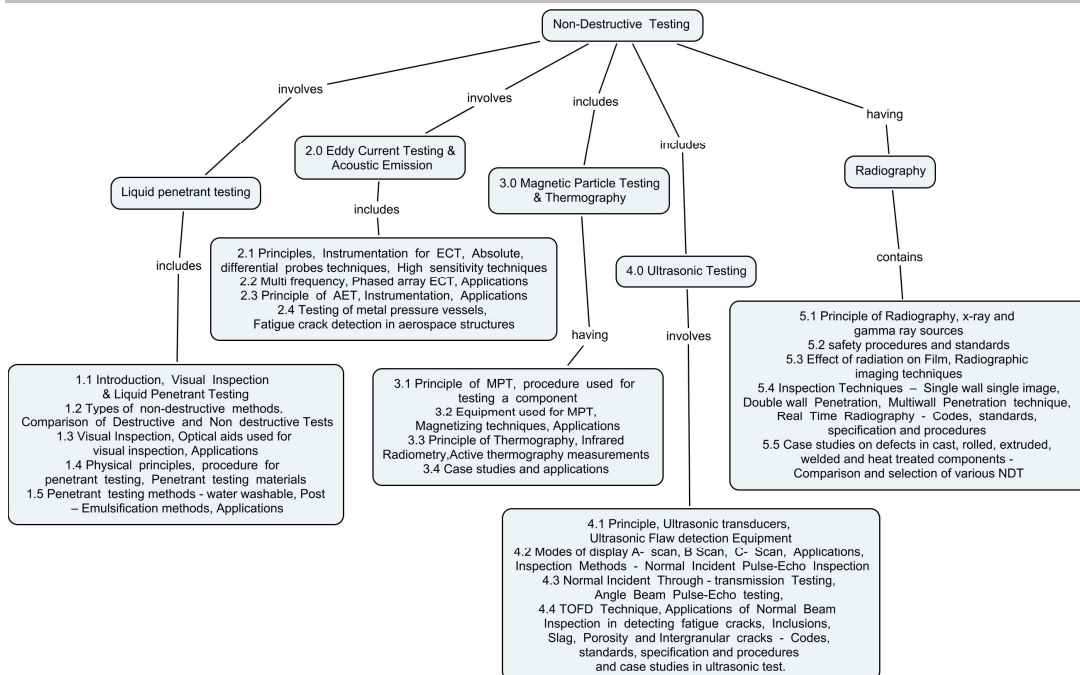 Non-Destructive Testing
involves
involves
includes
includes
having
Liquid penetrant testing
2.0 Eddy Current Testing &
Acoustic Emission
3.0 Magnetic Particle Testing
& Thermography
4.0 Ultrasonic Testing
Radiography
includes
includes
having
involves
contains
1.1 Introduction, Visual Inspection
& Liquid Penetrant Testing
1.2 Types of non-destructive methods.
Comparison of Destructive and Non destructive Tests
1.3 Visual Inspection, Optical aids used for
visual inspection, Applications
1.4 Physical principles, procedure for
penetrant testing, Penetrant testing materials
1.5 Penetrant testing methods - water washable, Post
– Emulsification methods, Applications
2.1 Principles, Instrumentation for ECT, Absolute,
differential probes techniques, High sensitivity techniques
2.2 Multi frequency, Phased array ECT, Applications
2.3 Principle of AET, Instrumentation, Applications
2.4 Testing of metal pressure vessels,
Fatigue crack detection in aerospace structures
3.1 Principle of MPT, procedure used for
testing a component
3.2 Equipment used for MPT,
Magnetizing techniques, Applications
3.3 Principle of Thermography, Infrared
Radiometry,Active thermography measurements
3.4 Case studies and applications
4.1 Principle, Ultrasonic transducers,
Ultrasonic Flaw detection Equipment
4.2 Modes of display A- scan, B Scan, C- Scan, Applications,
Inspection Methods - Normal Incident Pulse-Echo Inspection
4.3 Normal Incident Through - transmission Testing,
Angle Beam Pulse-Echo testing,
4.4 TOFD Technique, Applications of Normal Beam
Inspection in detecting fatigue cracks, Inclusions,
Slag, Porosity and Intergranular cracks - Codes,
standards, specification and procedures
and case studies in ultrasonic test.
5.1 Principle of Radiography, x-ray and
gamma ray sources
5.2 safety procedures and standards
5.3 Effect of radiation on Film, Radiographic
imaging techniques
5.4 Inspection Techniques – Single wall single image,
Double wall Penetration, Multiwall Penetration technique,
Real Time Radiography - Codes, standards,
specification and procedures
5.5 Case studies on defects in cast, rolled, extruded,
welded and heat treated components -
Comparison and selection of various NDT